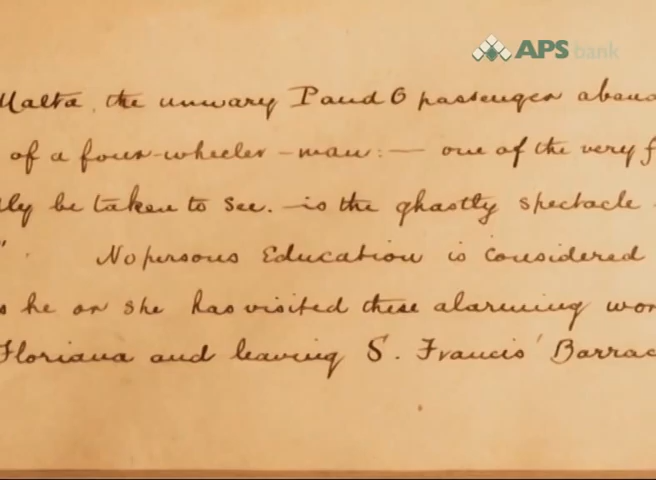 APS bank
Malta, the unwary P and O passenger aboa
of a four-wheeler-man:— one of the very f
ly be taken to see.—is the ghastly spectacle
"
No persons Education is considered
s he or she has visited these alarming wor
Floriana and leaving S. Francis' Barrac